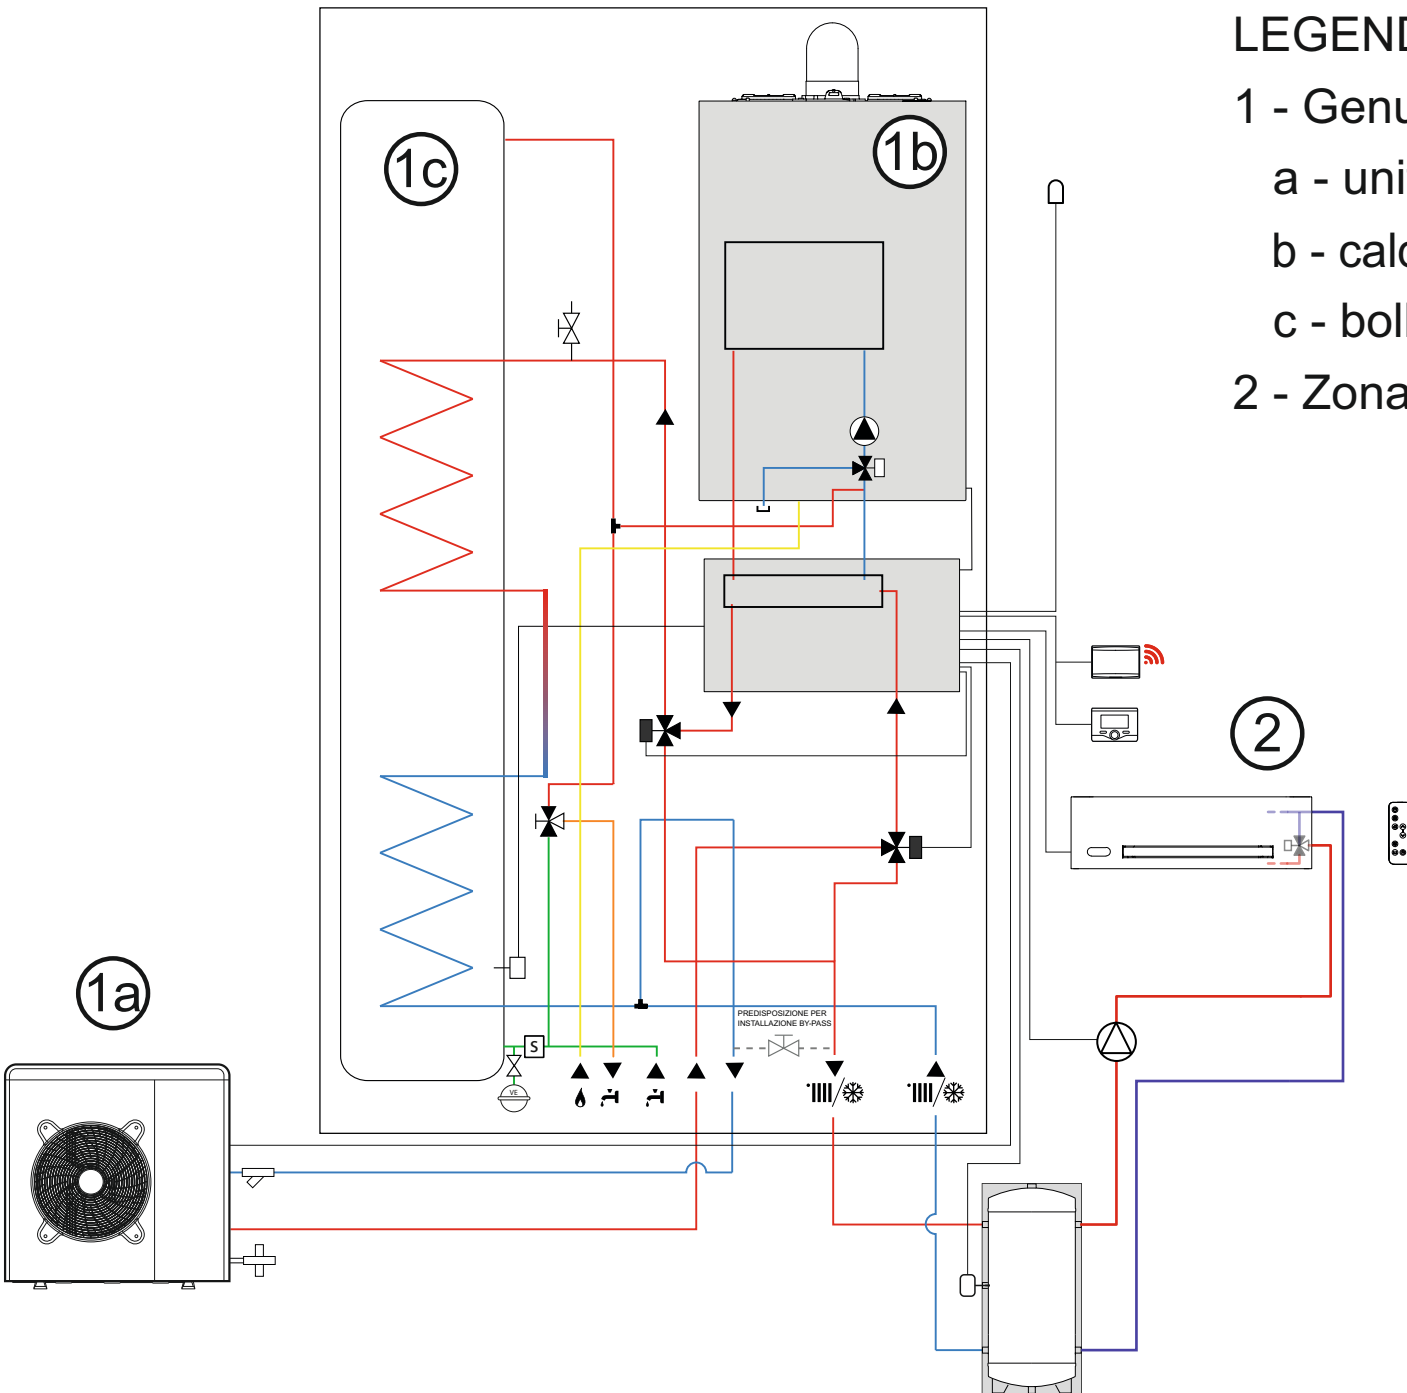 LEGEND
1 - Genu
a - uni
b - calc
c - boll
2 - Zona
1c
1b
2
1a
PREDISPOSIZIONE PER
INSTALLAZIONE BY-PASS
S
VE